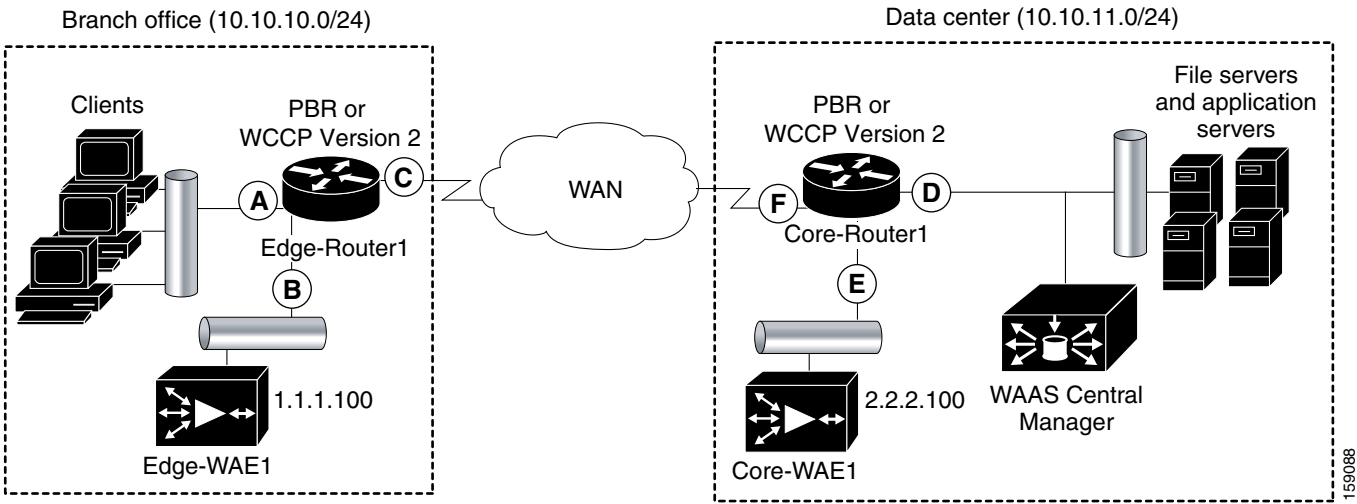 Branch office (10.10.10.0/24)
Data center (10.10.11.0/24)
Clients
PBR or
WCCP Version 2
A
C
Edge-Router1
B
1.1.1.100
Edge-WAE1
WAN
PBR or
WCCP Version 2
F
D
Core-Router1
E
2.2.2.100
Core-WAE1
File servers
and application
servers
WAAS Central
Manager
159088